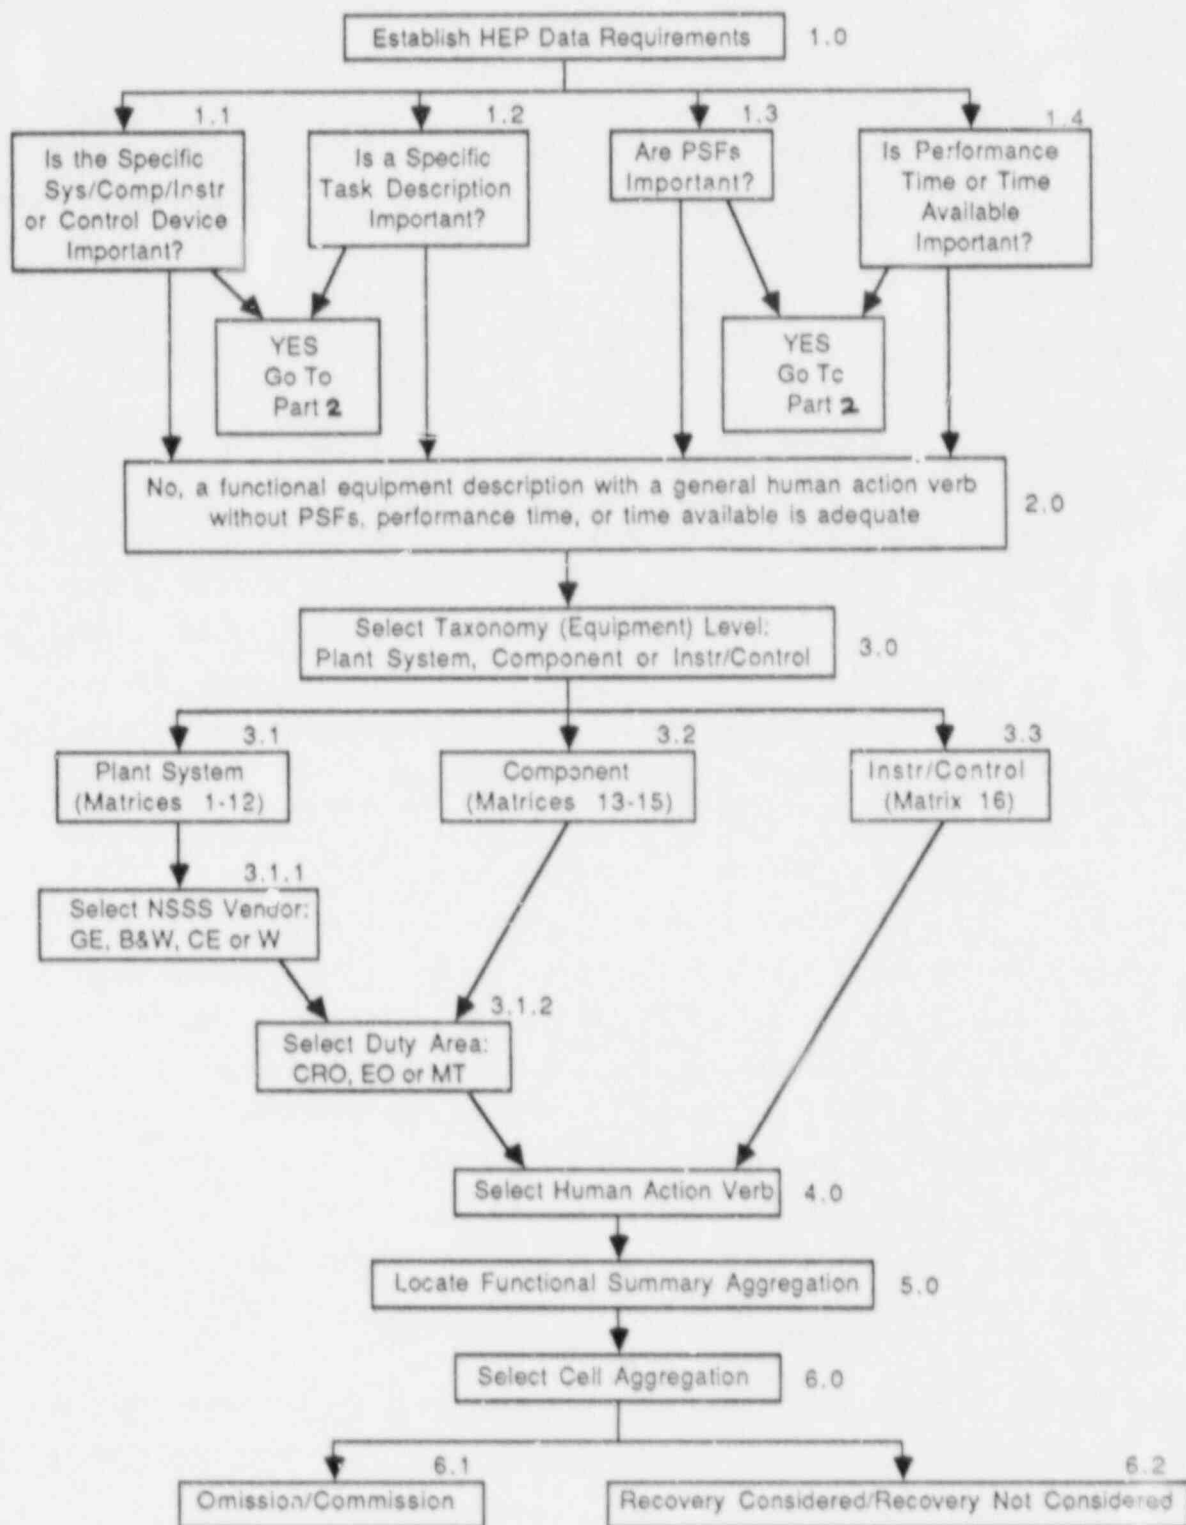 Establish HEP Data Requirements 1.0
1.1
Is the Specific
Sys/Comp/Instr
or Control Device
Important?
1.2
Is a Specific
Task Description
Important?
1.3
Are PSFs
Important?
1.4
Is Performance
Time or Time
Available
Important?
YES
Go To
Part 2
YES
Go To
Part 2
No, a functional equipment description with a general human action verb
without PSFs, performance time, or time available is adequate
2.0
Select Taxonomy (Equipment) Level:
Plant System, Component or Instr/Control
3.0
3.1
Plant System
(Matrices 1-12)
3.2
Component
(Matrices 13-15)
3.3
Instr/Control
(Matrix 16)
3.1.1
Select NSSS Vendor:
GE, B&W, CE or W
3.1.2
Select Duty Area:
CRO, EO or MT
Select Human Action Verb 4.0
Locate Functional Summary Aggregation 5.0
Select Cell Aggregation 6.0
6.1
Omission/Commission
6.2
Recovery Considered/Recovery Not Considered